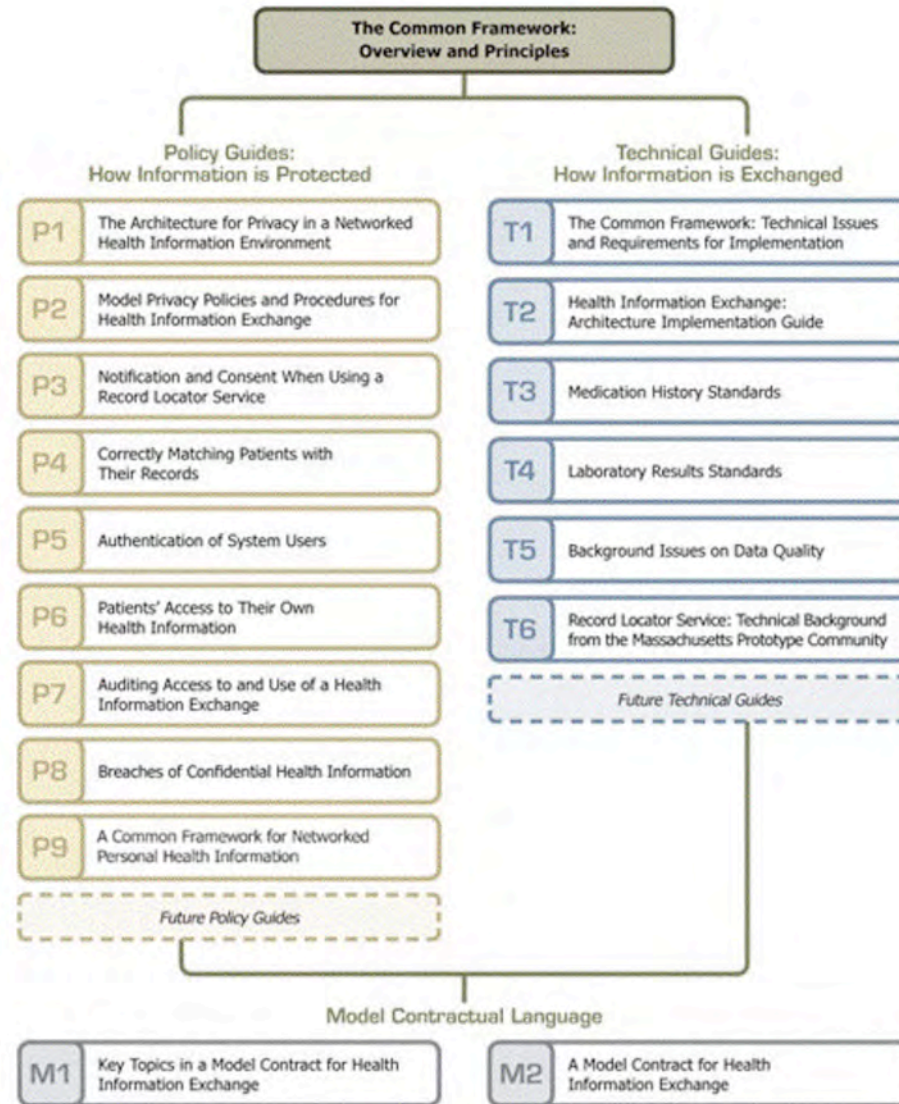 The Common Framework:
Overview and Principles
Policy Guides:
How Information is Protected
P1
The Architecture for Privacy in a Networked
Health Information Environment
P2
Model Privacy Policies and Procedures for
Health Information Exchange
P3
Notification and Consent When Using a
Record Locator Service
P4
Correctly Matching Patients with
Their Records
P5
Authentication of System Users
P6
Patients' Access to Their Own
Health Information
P7
Auditing Access to and Use of a Health
Information Exchange
P8
Breaches of Confidential Health Information
P9
A Common Framework for Networked
Personal Health Information
Future Policy Guides
Technical Guides:
How Information is Exchanged
T1
The Common Framework: Technical Issues
and Requirements for Implementation
T2
Health Information Exchange:
Architecture Implementation Guide
T3
Medication History Standards
T4
Laboratory Results Standards
T5
Background Issues on Data Quality
T6
Record Locator Service: Technical Background
from the Massachusetts Prototype Community
Future Technical Guides
Model Contractual Language
M1
Key Topics in a Model Contract for Health
Information Exchange
M2
A Model Contract for Health
Information Exchange